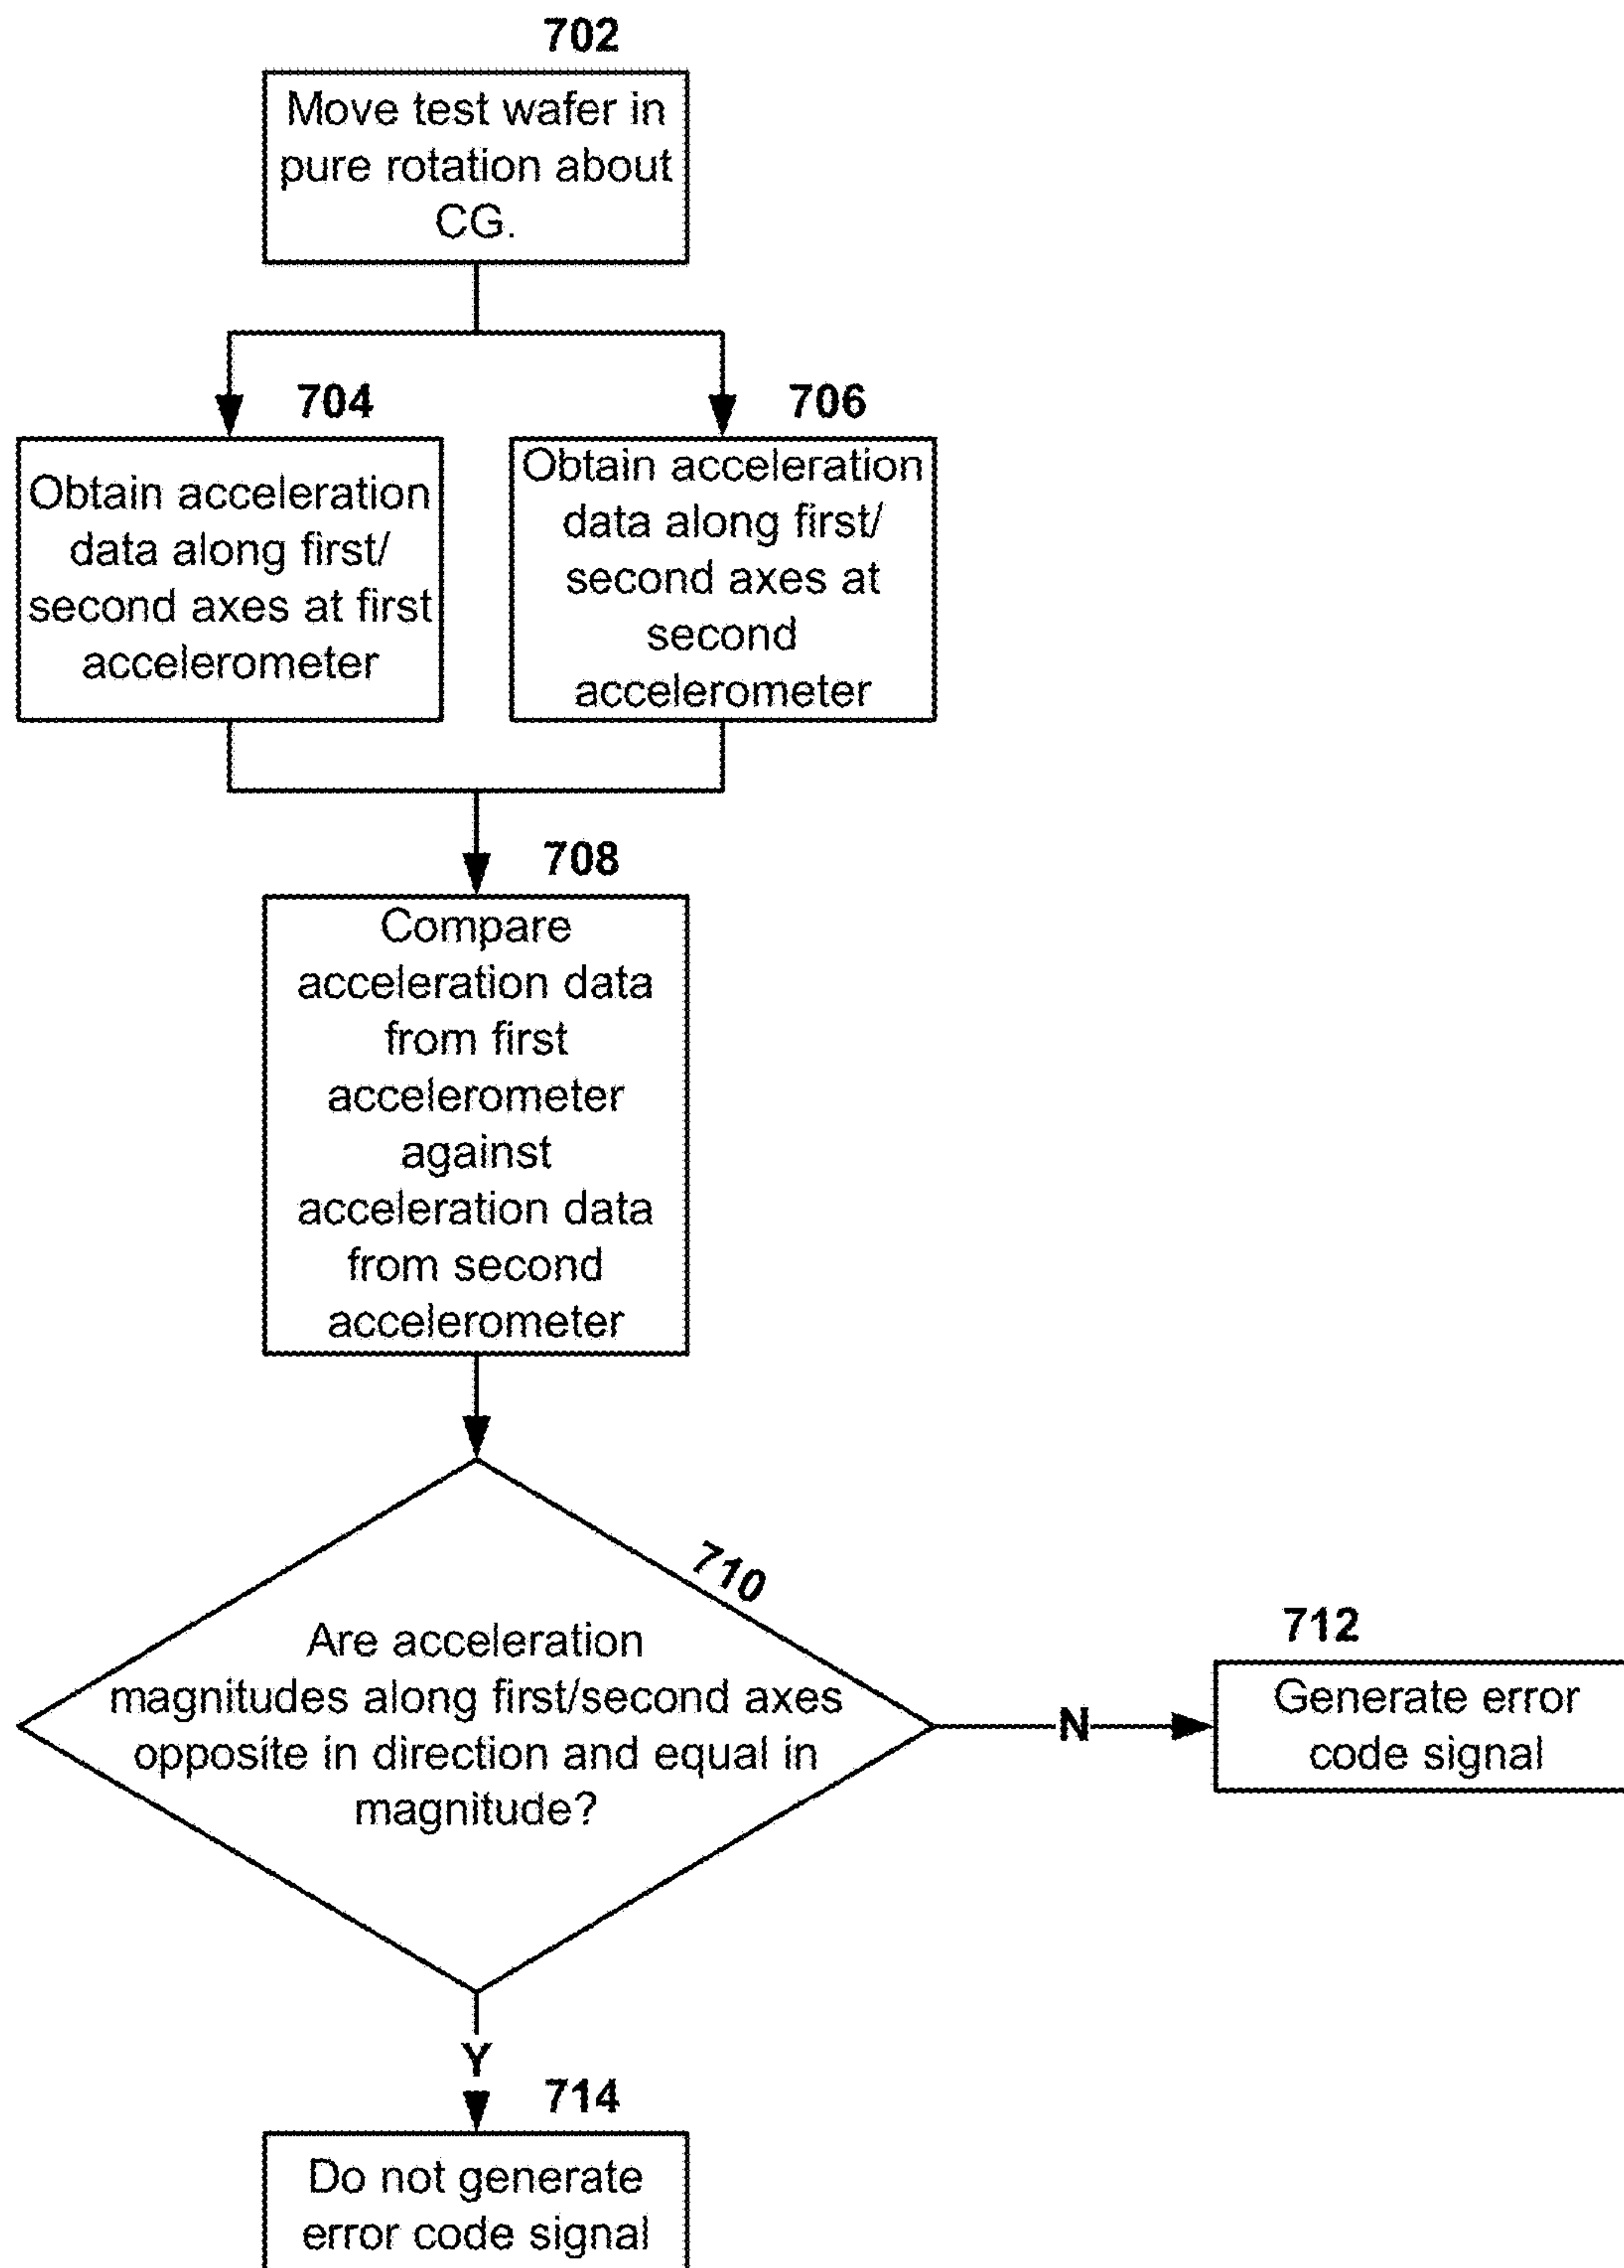 702
Move test wafer in
pure rotation about
CG.
704
Obtain acceleration
data along first/
second axes at first
accelerometer
706
Obtain acceleration
data along first/
second axes at
second
accelerometer
708
Compare
acceleration data
from first
accelerometer
against
acceleration data
from second
accelerometer
710
Are acceleration
magnitudes along first/second axes
opposite in direction and equal in
magnitude?
N
712
Generate error
code signal
Y
714
Do not generate
error code signal